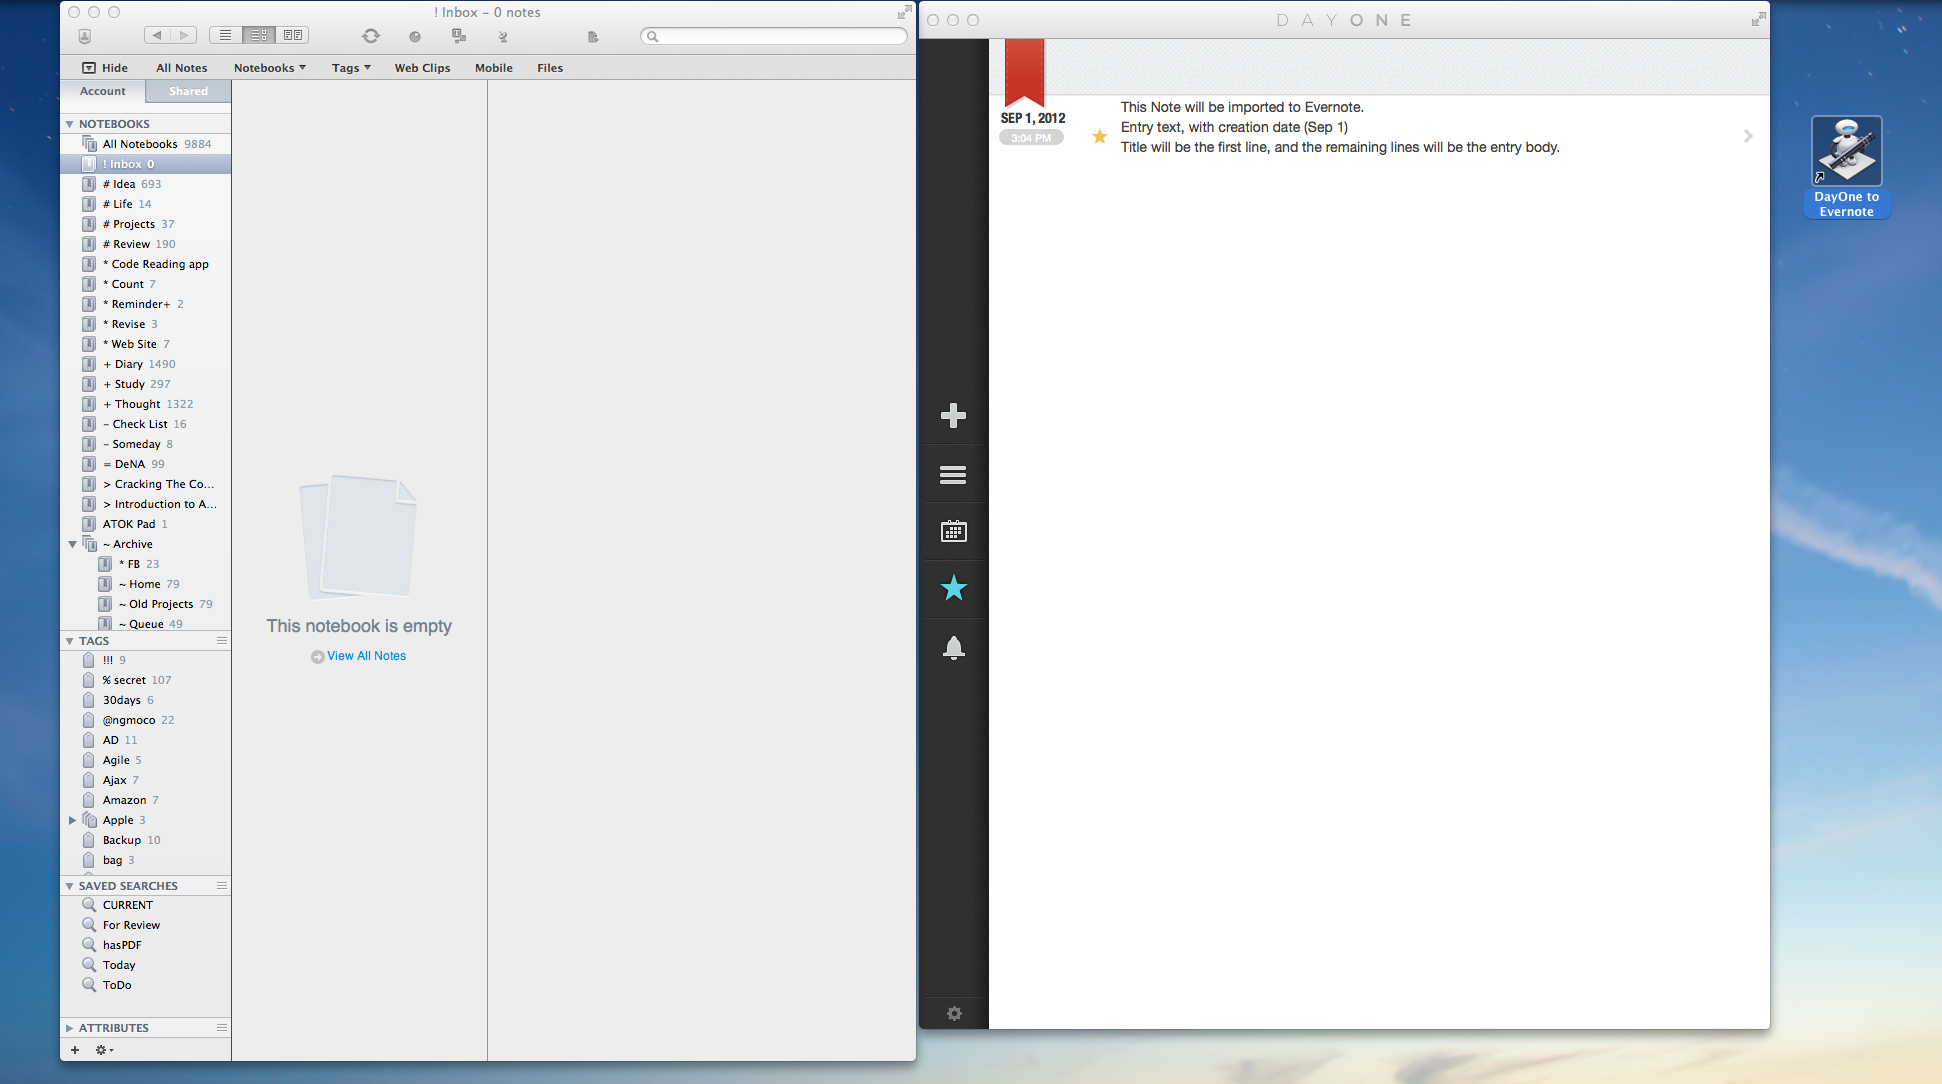 ! Inbox – 0 notes
Hide All Notes Notebooks Tags Web Clips Mobile Files
Account Shared
NOTEBOOKS
All Notebooks 9884
! Inbox 0
# Idea 693
# Life 14
# Projects 37
# Review 190
* Code Reading app
* Count 7
* Reminder+ 2
* Revise 3
* Web Site 7
+ Diary 1490
+ Study 297
+ Thought 1322
– Check List 16
– Someday 8
= DeNA 99
> Cracking The Co...
> Introduction to A...
ATOK Pad 1
~ Archive
* FB 23
~ Home 79
~ Old Projects 79
~ Queue 49
TAGS
!!! 9
% secret 107
30days 6
@ngmoco 22
AD 11
Agile 5
Ajax 7
Amazon 7
Apple 3
Backup 10
bag 3
SAVED SEARCHES
CURRENT
For Review
hasPDF
Today
ToDo
ATTRIBUTES
This notebook is empty
View All Notes
DAYONE
SEP 1, 2012
3:04 PM
This Note will be imported to Evernote.
Entry text, with creation date (Sep 1)
Title will be the first line, and the remaining lines will be the entry body.
DayOne to
Evernote